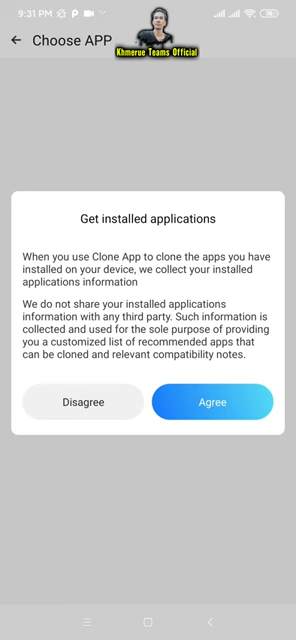 9:31 PM
Choose APP
Khmerue Teams Official
Get installed applications
When you use Clone App to clone the apps you have
installed on your device, we collect your installed
applications information
We do not share your installed applications
information with any third party. Such information is
collected and used for the sole purpose of providing
you a customized list of recommended apps that
can be cloned and relevant compatibility notes.
Disagree
Agree